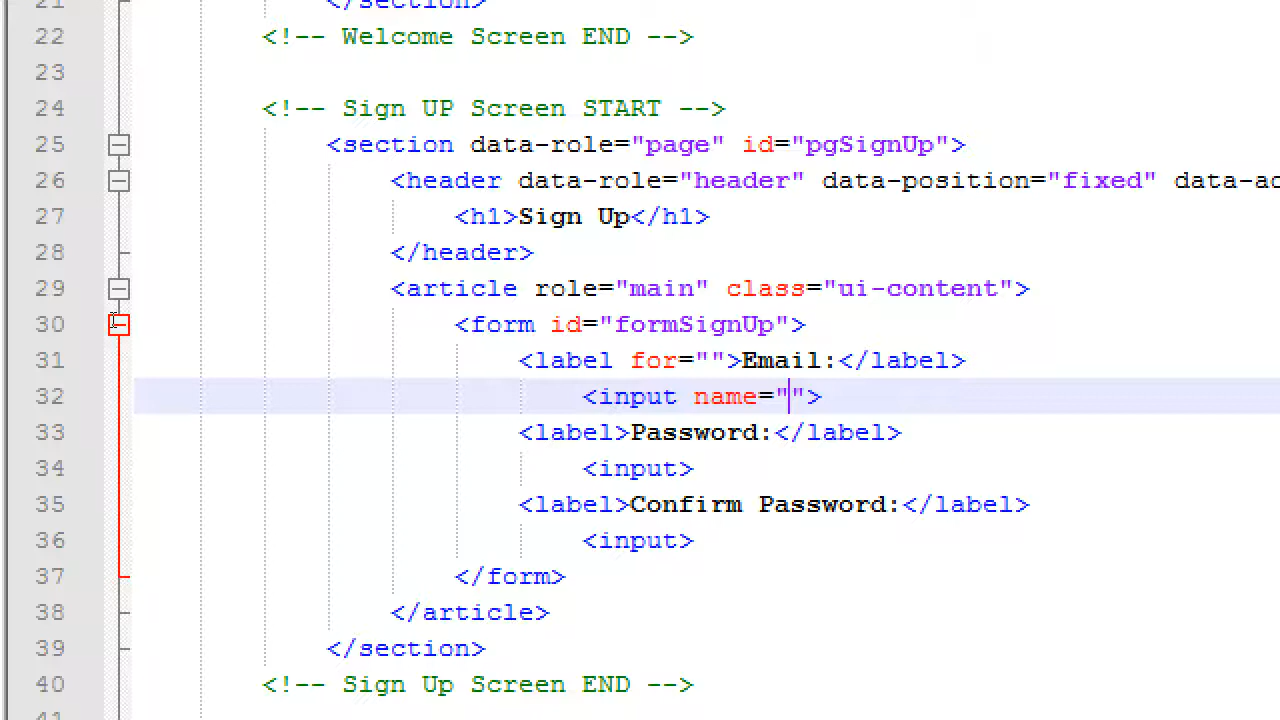 21 </section>
22 <!-- Welcome Screen END -->
23
24 <!-- Sign UP Screen START -->
25 <section data-role="page" id="pgSignUp">
26 <header data-role="header" data-position="fixed" data-ac
27 <h1>Sign Up</h1>
28 </header>
29 <article role="main" class="ui-content">
30 <form id="formSignUp">
31 <label for="">Email:</label>
32 <input name="">
33 <label>Password:</label>
34 <input>
35 <label>Confirm Password:</label>
36 <input>
37 </form>
38 </article>
39 </section>
40 <!-- Sign Up Screen END -->
41